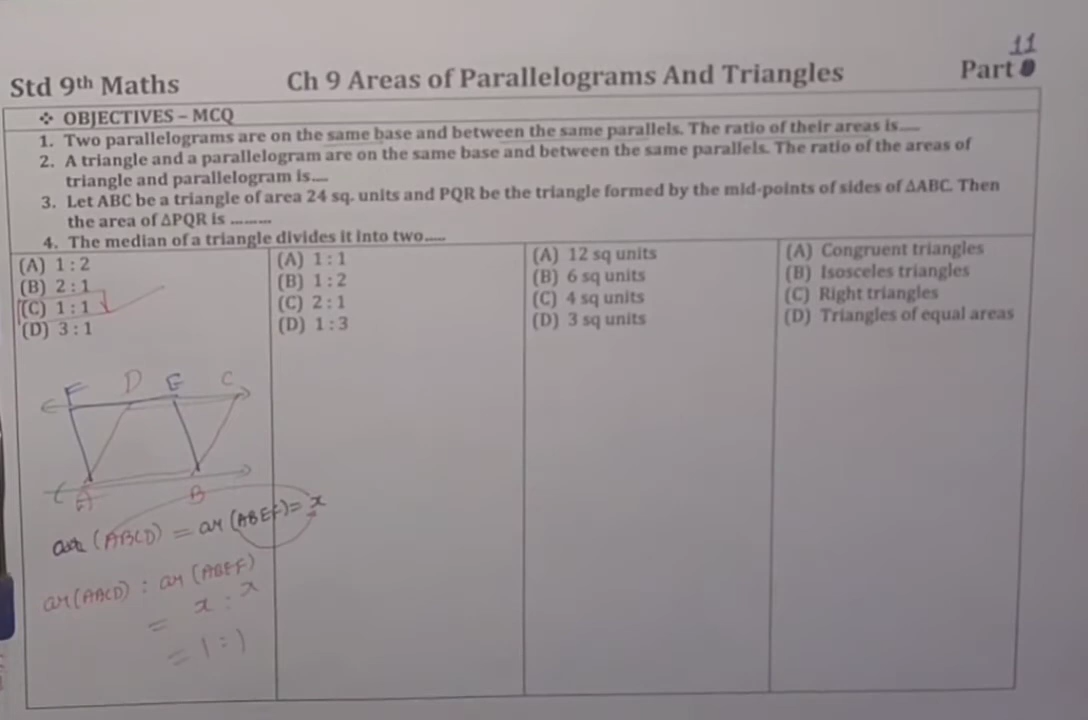 11
Std 9th Maths Ch 9 Areas of Parallelograms And Triangles Part
❖ OBJECTIVES – MCQ
1. Two parallelograms are on the same base and between the same parallels. The ratio of their areas is.....
2. A triangle and a parallelogram are on the same base and between the same parallels. The ratio of the areas of
triangle and parallelogram is....
3. Let ABC be a triangle of area 24 sq. units and PQR be the triangle formed by the mid-points of sides of ΔABC. Then
the area of ΔPQR is .........
4. The median of a triangle divides it into two.....
(A) 1 : 2
(B) 2 : 1
(C) 1 : 1
(D) 3 : 1
(A) 1 : 1
(B) 1 : 2
(C) 2 : 1
(D) 1 : 3
(A) 12 sq units
(B) 6 sq units
(C) 4 sq units
(D) 3 sq units
(A) Congruent triangles
(B) Isosceles triangles
(C) Right triangles
(D) Triangles of equal areas
F D E C
A B
ar (ABCD) = ar (ABEF) = x
ar (ABCD) : ar (ABEF)
= x : x
= 1 : 1